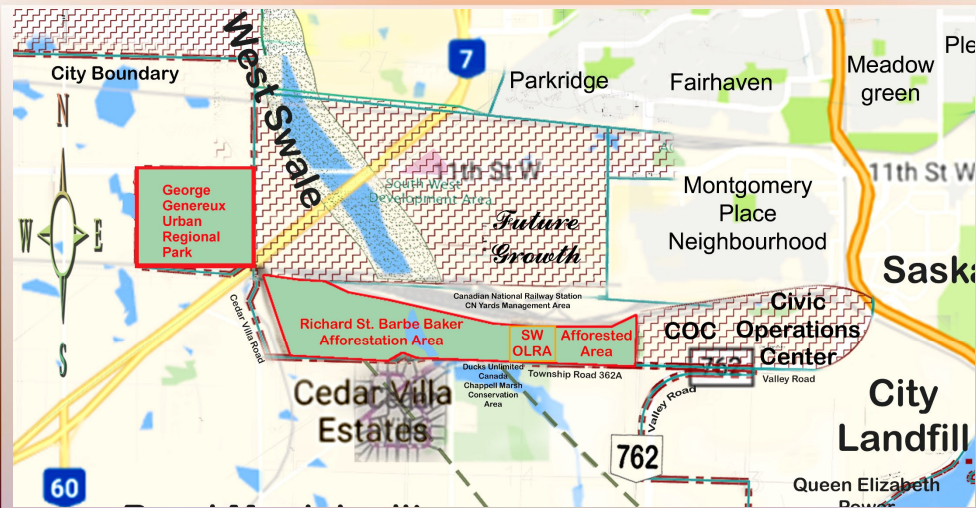 West Swale
City Boundary
7
Parkridge
Fairhaven
Meadow
green
Ple
N
W
E
S
George
Genereux
Urban
Regional
Park
11th St W
South West
Development Area
Future
Growth
Montgomery
Place
Neighbourhood
11th St W
Saska
Cedar Villa Road
Canadian National Railway Station
CN Yards Management Area
Richard St. Barbe Baker
Afforestation Area
SW
OLRA
Afforested
Area
COC
Civic
Operations
Center
762
Valley Road
Township Road 362A
Ducks Unlimited
Canada
Chappell Marsh
Conservation
Area
Cedar Villa
Estates
Valley Road
762
City
Landfill
60
Queen Elizabeth
Power